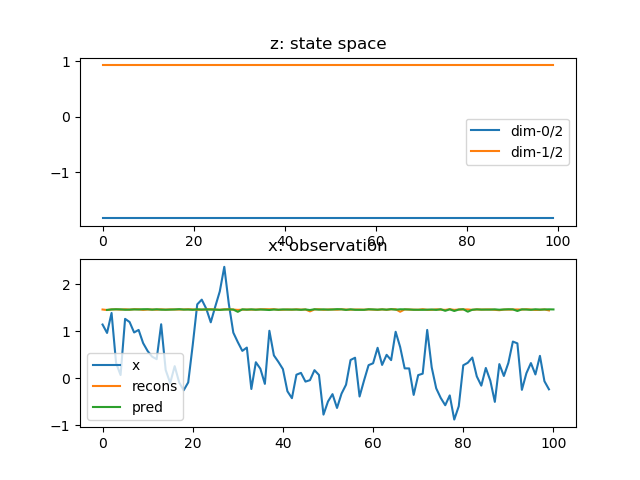 z: state space
1
0
−1
dim-0/2
dim-1/2
0 20 40 60 80 100
x: observation
2
1
0
−1
x
recons
pred
0 20 40 60 80 100